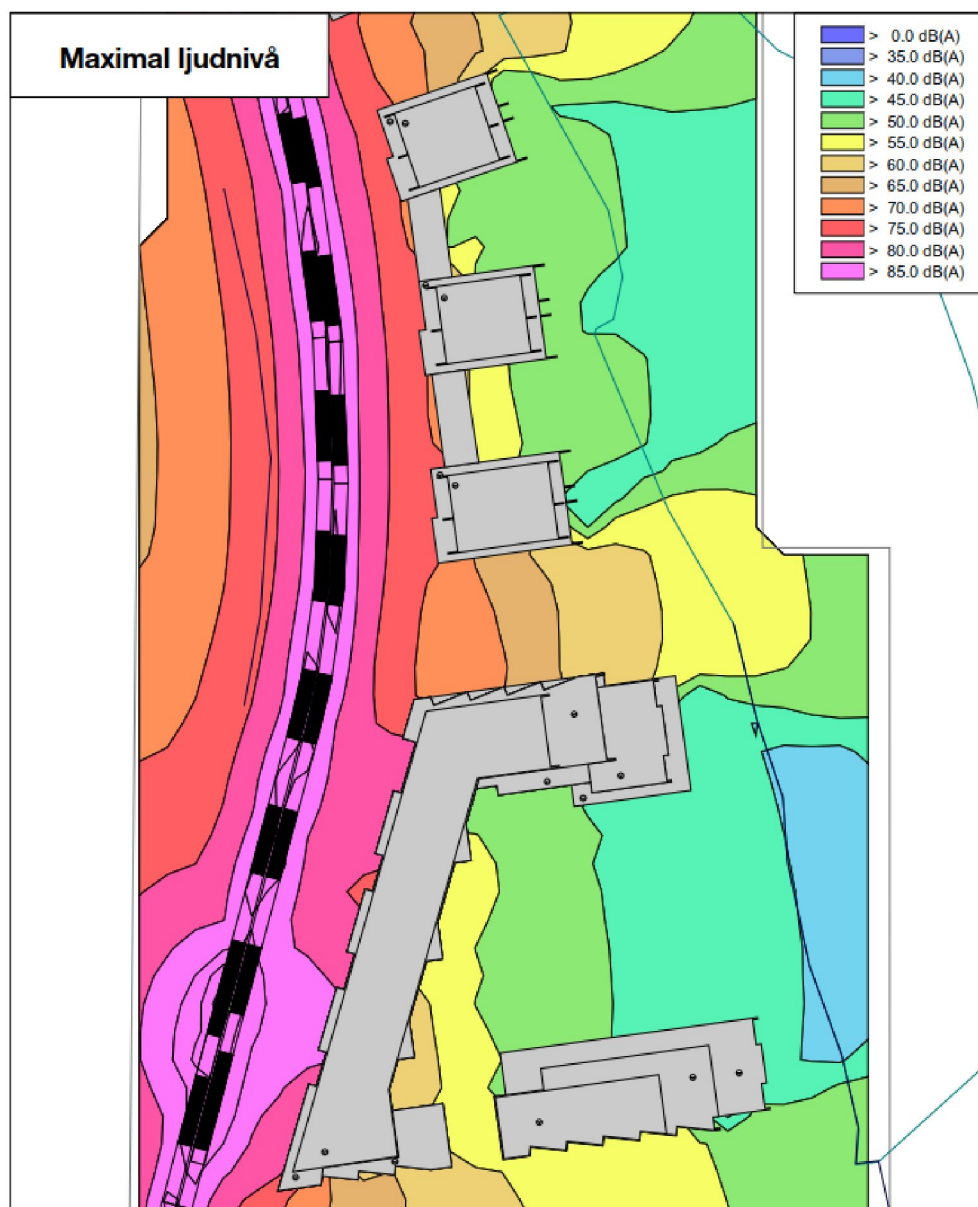 Maximal ljudnivå
> 0.0 dB(A)
> 35.0 dB(A)
> 40.0 dB(A)
> 45.0 dB(A)
> 50.0 dB(A)
> 55.0 dB(A)
> 60.0 dB(A)
> 65.0 dB(A)
> 70.0 dB(A)
> 75.0 dB(A)
> 80.0 dB(A)
> 85.0 dB(A)